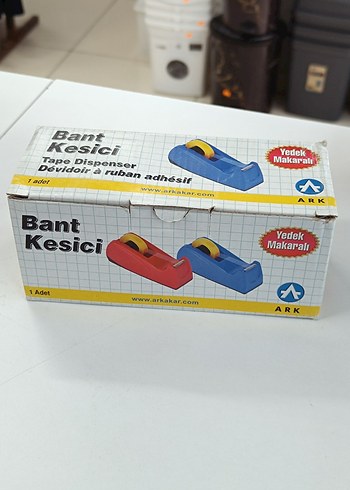 Bant
Kesici
Tape Dispenser
Dévidoir à ruban adhésif
1 adet
www.arkakar.com
Yedek
Makaralı
ARK
Bant
Kesici
1 Adet
www.arkakar.com
Yedek
Makaralı
ARK